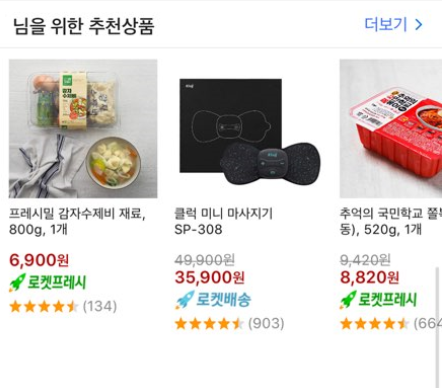 님을 위한 추천상품
더보기 >
프레시밀 감자수제비 재료,
800g, 1개
6,900원
로켓프레시
(134)
클럭 미니 마사지기
SP-308
49,900원
35,900원
로켓배송
(903)
추억의 국민학교 쫄
동), 520g, 1개
9,420원
8,820원
로켓프레시
(664